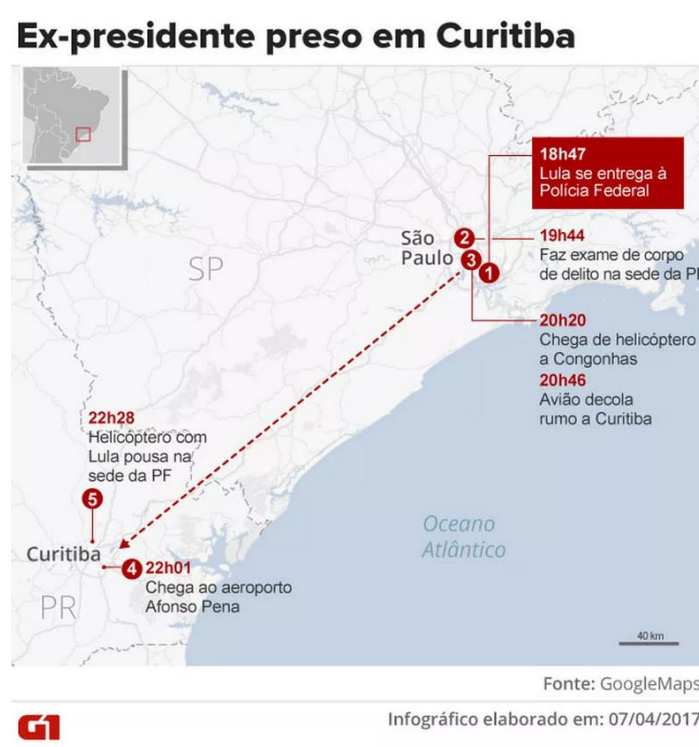 Ex-presidente preso em Curitiba
18h47
Lula se entrega à
Polícia Federal
São
Paulo
2
3
1
19h44
Faz exame de corpo
de delito na sede da PF
SP
20h20
Chega de helicóptero
a Congonhas
20h46
Avião decola
rumo a Curitiba
22h28
Helicóptero com
Lula pousa na
sede da PF
5
Oceano
Atlântico
Curitiba
4
22h01
Chega ao aeroporto
Afonso Pena
PR
40 km
Fonte: GoogleMaps
G1
Infográfico elaborado em: 07/04/2017